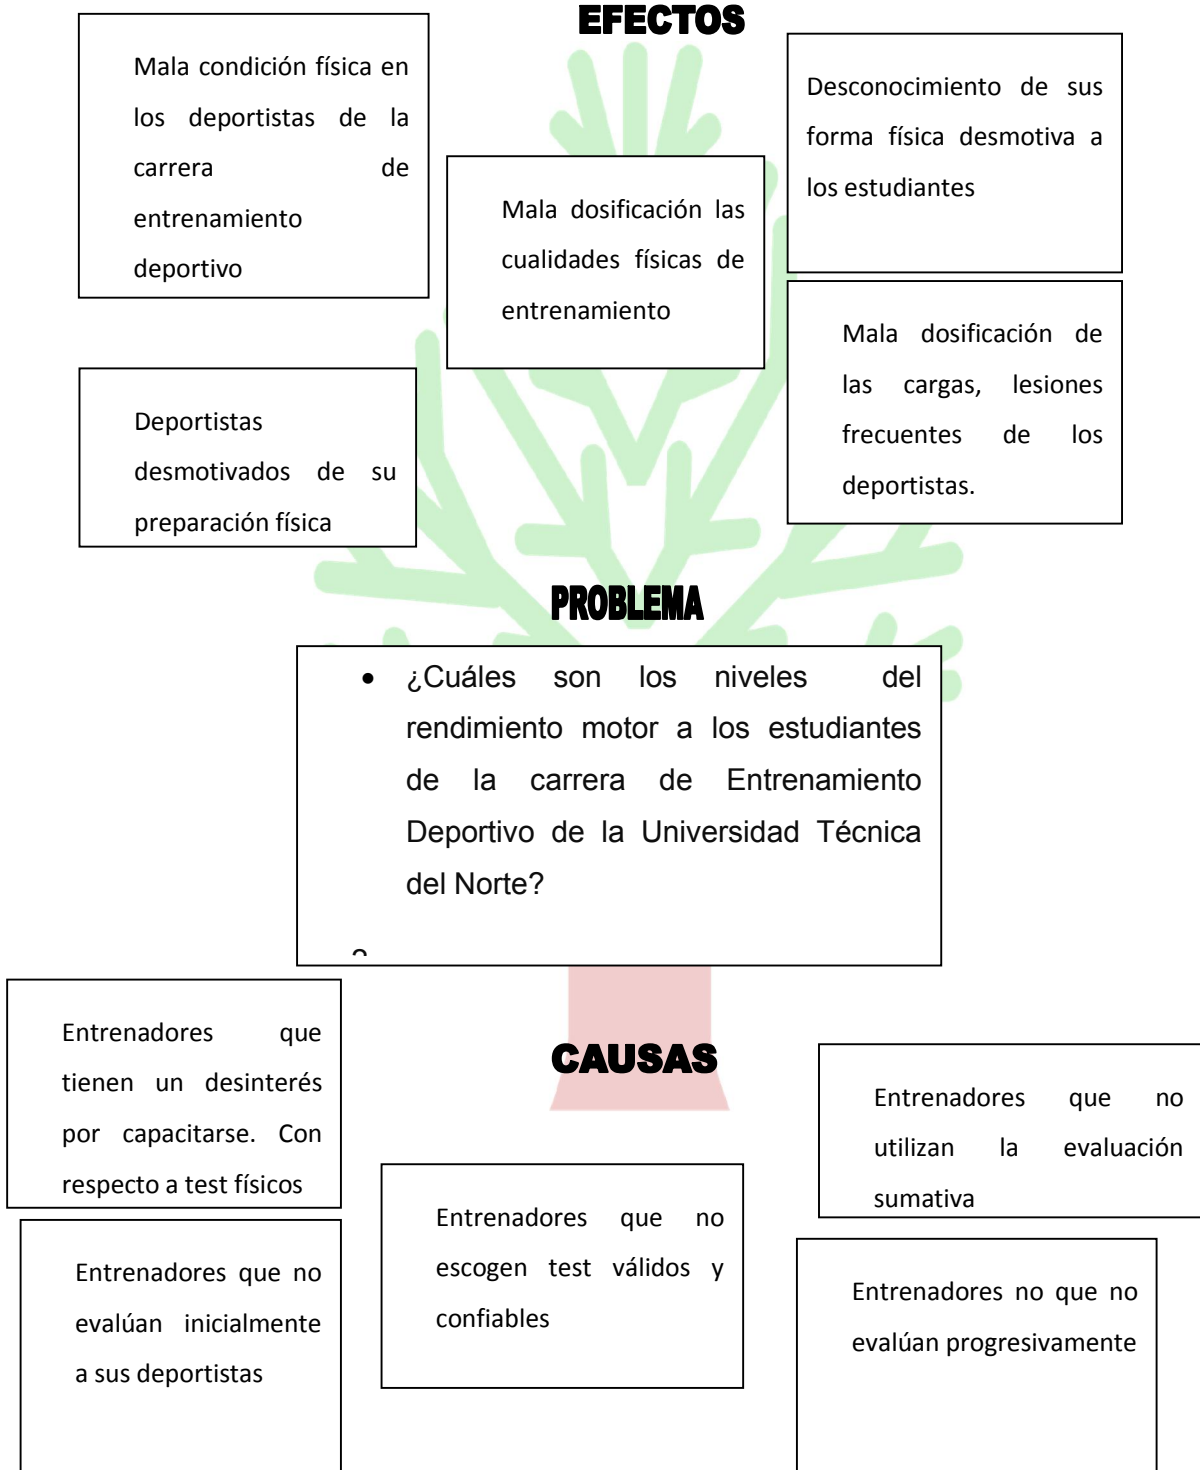 EFECTOS
Mala condición física en
los deportistas de la
carrera de
entrenamiento
deportivo
Mala dosificación las
cualidades físicas de
entrenamiento
Desconocimiento de sus
forma física desmotiva a
los estudiantes
Mala dosificación de
las cargas, lesiones
frecuentes de los
deportistas.
Deportistas
desmotivados de su
preparación física
PROBLEMA
• ¿Cuáles son los niveles del
rendimiento motor a los estudiantes
de la carrera de Entrenamiento
Deportivo de la Universidad Técnica
del Norte?
CAUSAS
Entrenadores que
tienen un desinterés
por capacitarse. Con
respecto a test físicos
Entrenadores que no
evalúan inicialmente
a sus deportistas
Entrenadores que no
escogen test válidos y
confiables
Entrenadores que no
utilizan la evaluación
sumativa
Entrenadores no que no
evalúan progresivamente